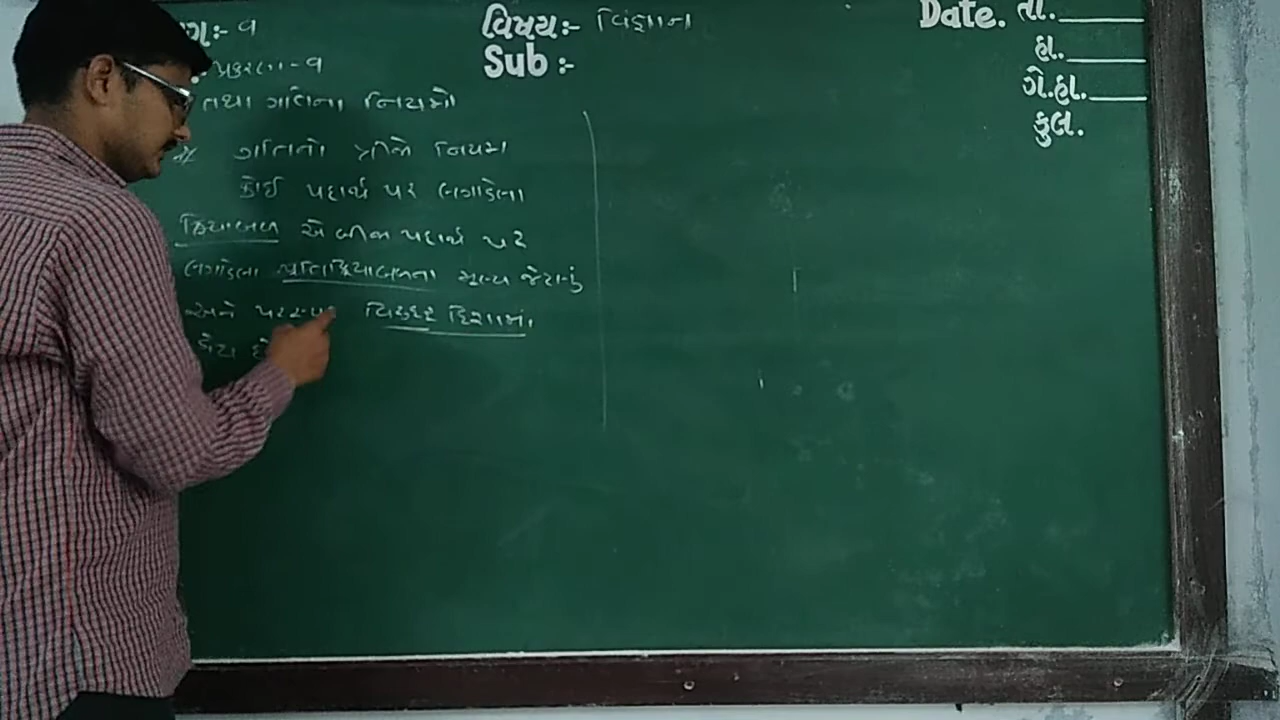 ગ:- ૧
વિષય:- વિજ્ઞાન
Sub :-
Date. તા.
હા.
ગે.હા.
કુલ.
પ્રકરણ-૧
તથા ગતિના નિયમો
ગતિનો ત્રીજો નિયમ
કોઈ પદાર્થ પર લગાડેલા
ક્રિયાબળ એ બીજા પદાર્થ પર
લગાડેલા પ્રતિક્રિયાબળના મૂલ્ય જેટલું
અને પરસ્પર વિરુદ્ધ દિશામાં